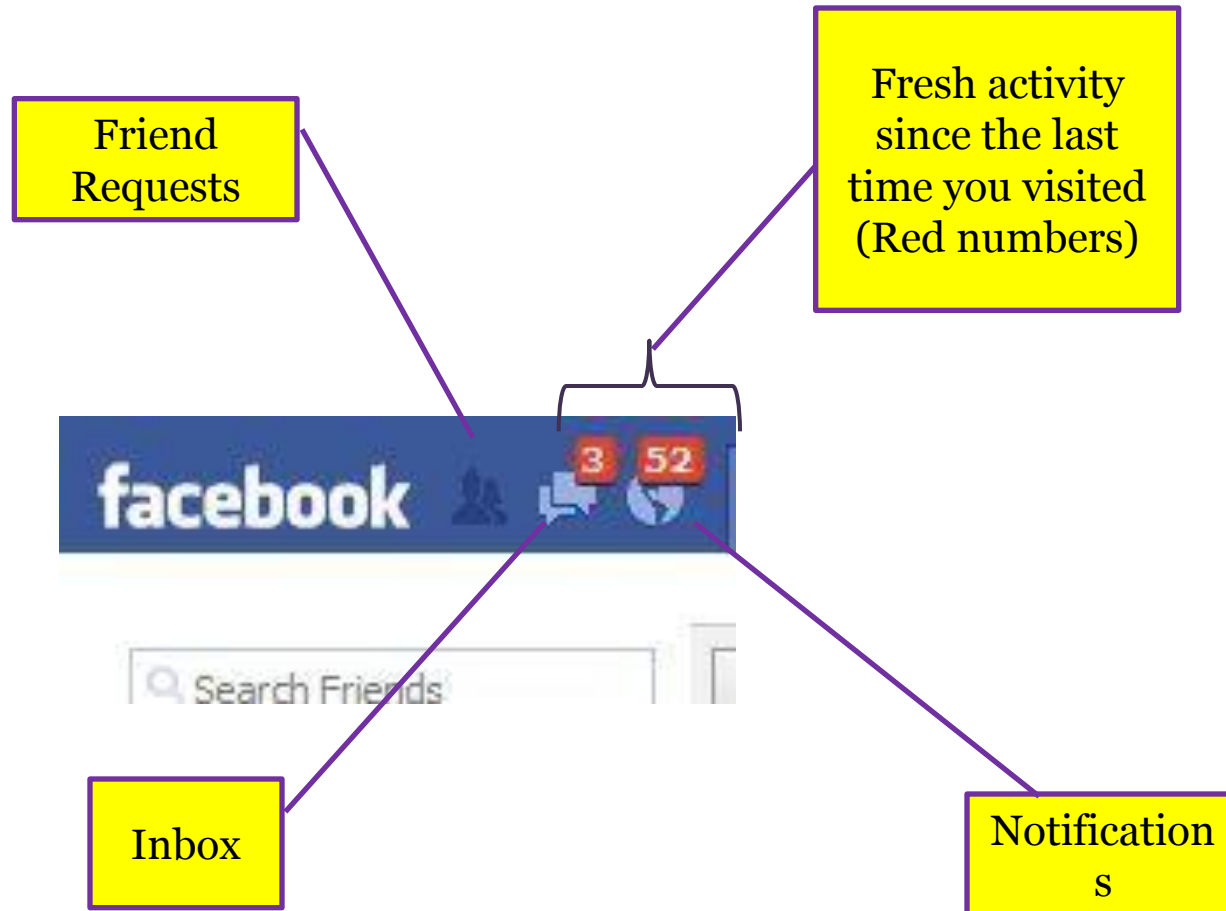 Fresh activity
since the last
time you visited
(Red numbers)
Friend
Requests
facebook
3
52
Search Friends
Inbox
Notification
s